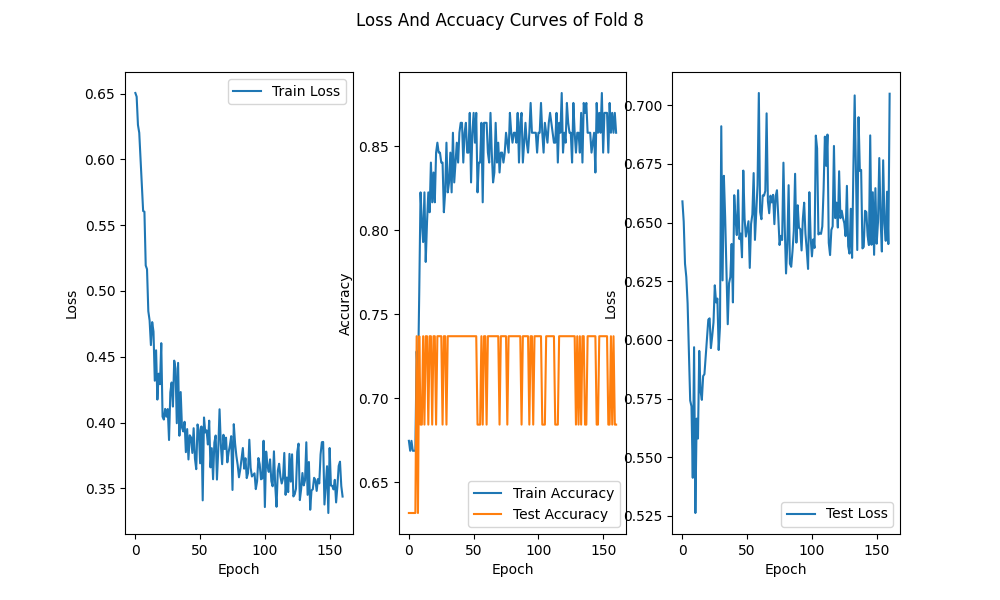 Loss And Accuacy Curves of Fold 8
Train Loss
0.65
0.60
0.55
0.50
0.45
0.40
0.35
Loss
0
50
100
150
Epoch
0.85
0.80
0.75
0.70
0.65
Accuracy
Train Accuracy
Test Accuracy
0
50
100
150
Epoch
0.700
0.675
0.650
0.625
0.600
0.575
0.550
0.525
Loss
Test Loss
0
50
100
150
Epoch